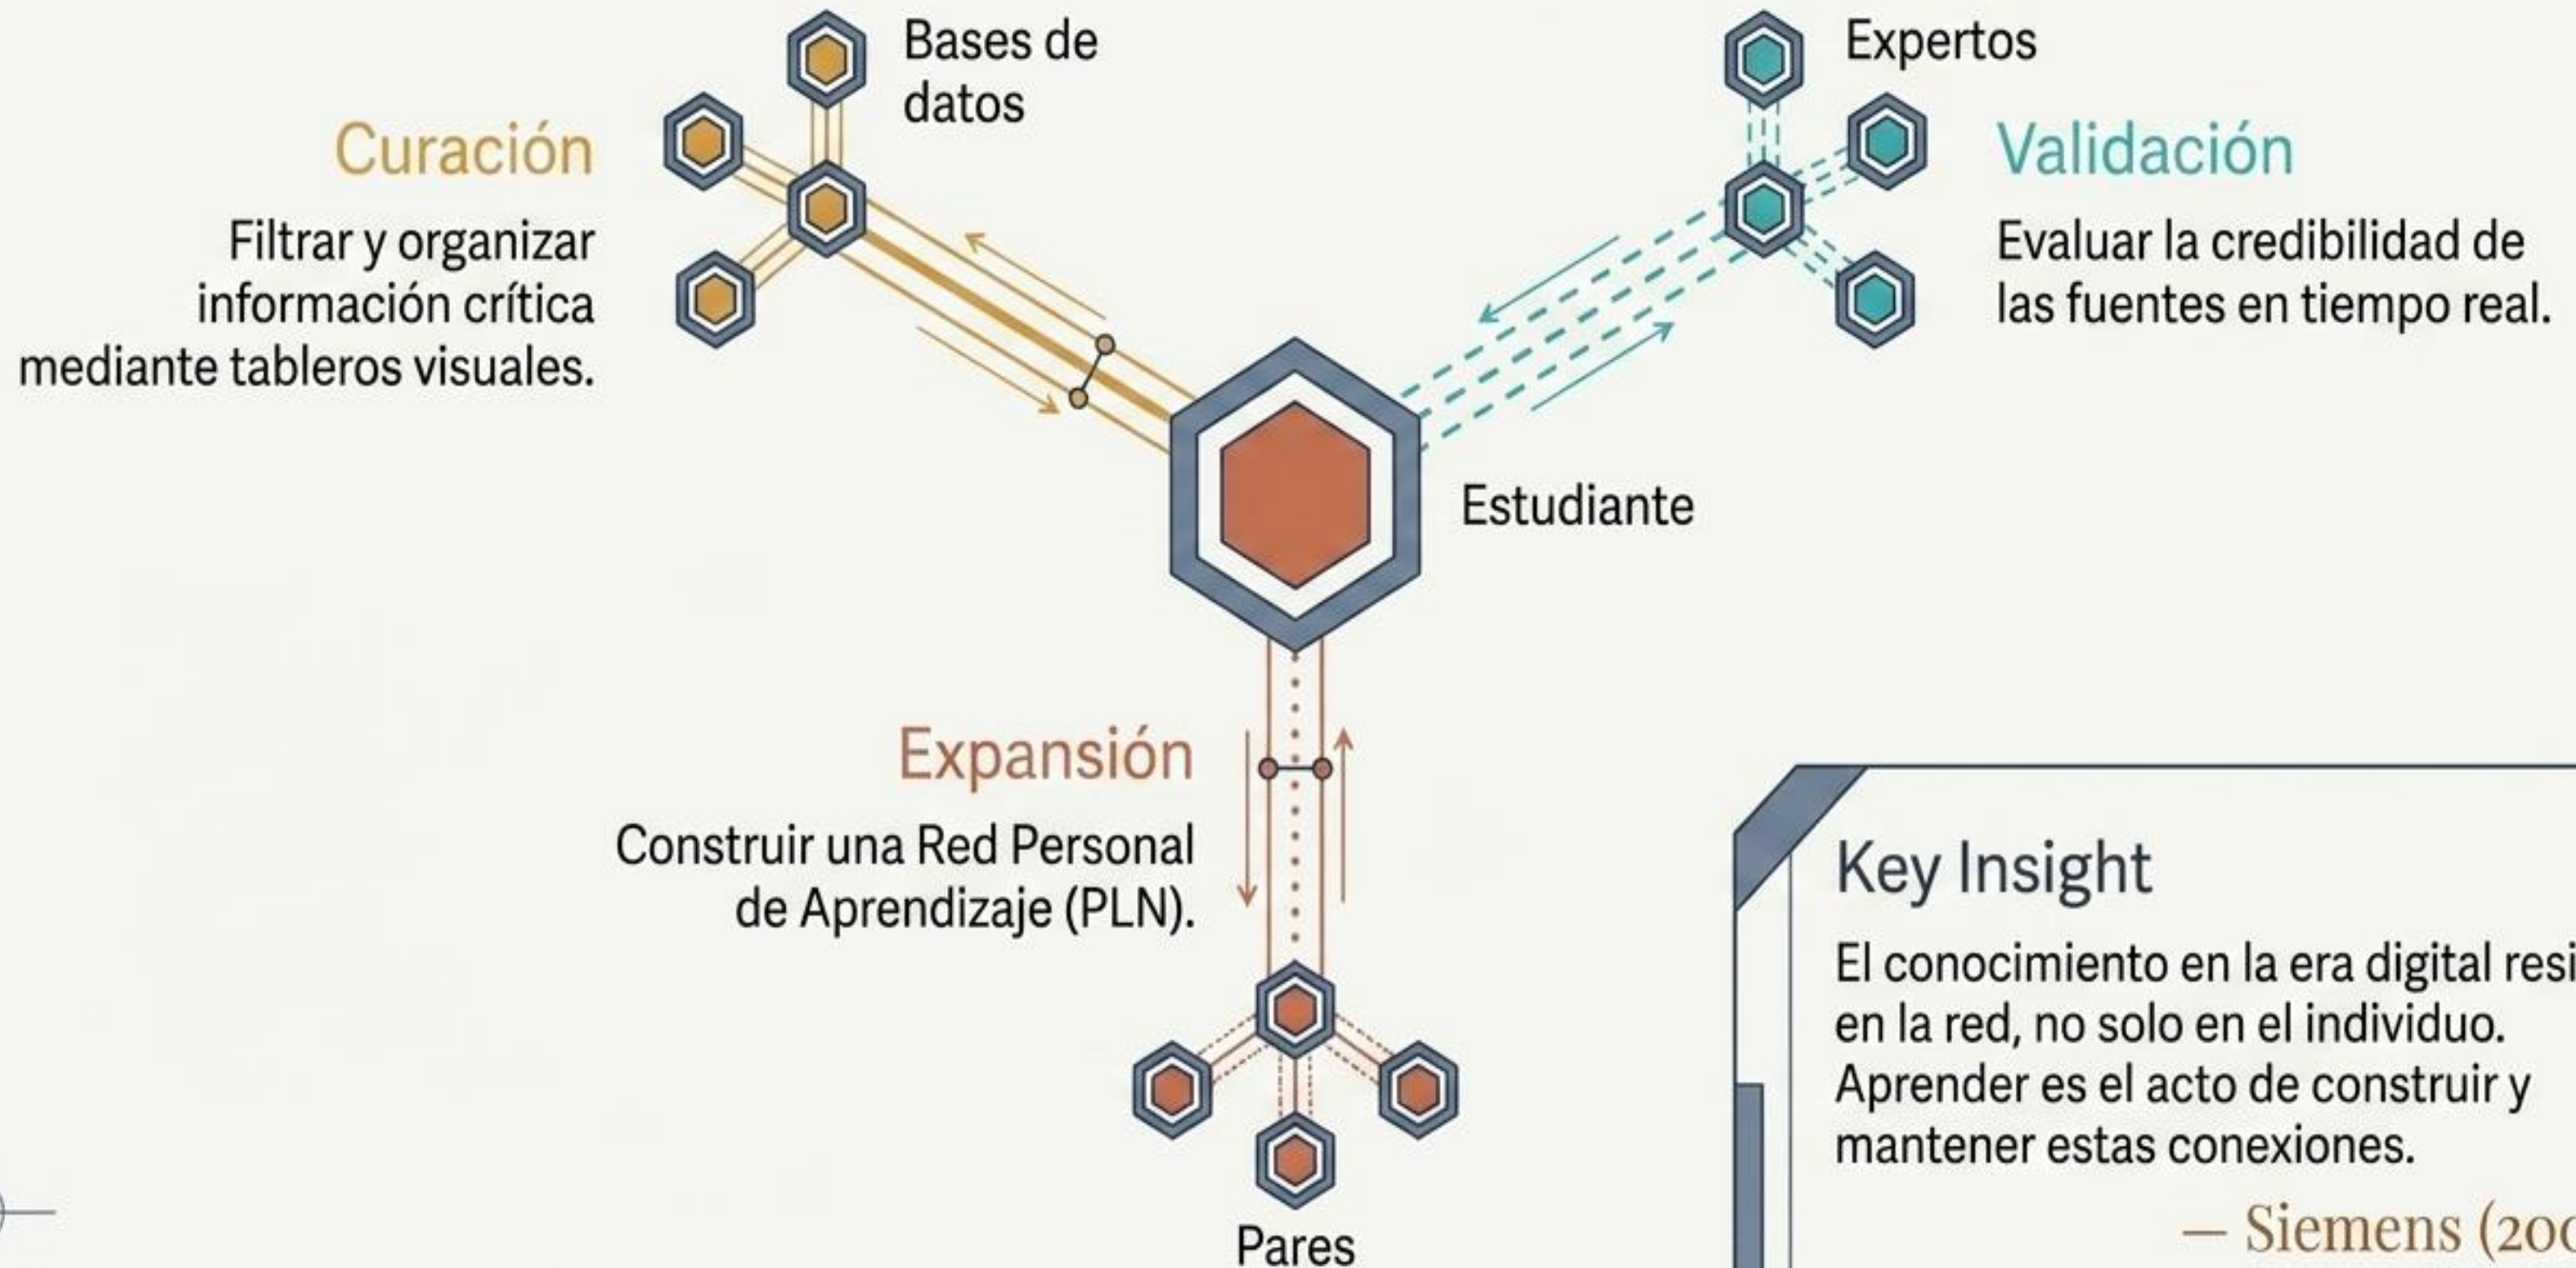 Bases de
datos
Curación
Filtrar y organizar
información crítica
mediante tableros visuales.
Expertos
Validación
Evaluar la credibilidad de
las fuentes en tiempo real.
Estudiante
Expansión
Construir una Red Personal
de Aprendizaje (PLN).
Pares
Key Insight
El conocimiento en la era digital
en la red, no solo en el individuo.
Aprender es el acto de construir y
mantener estas conexiones.
— Siemens